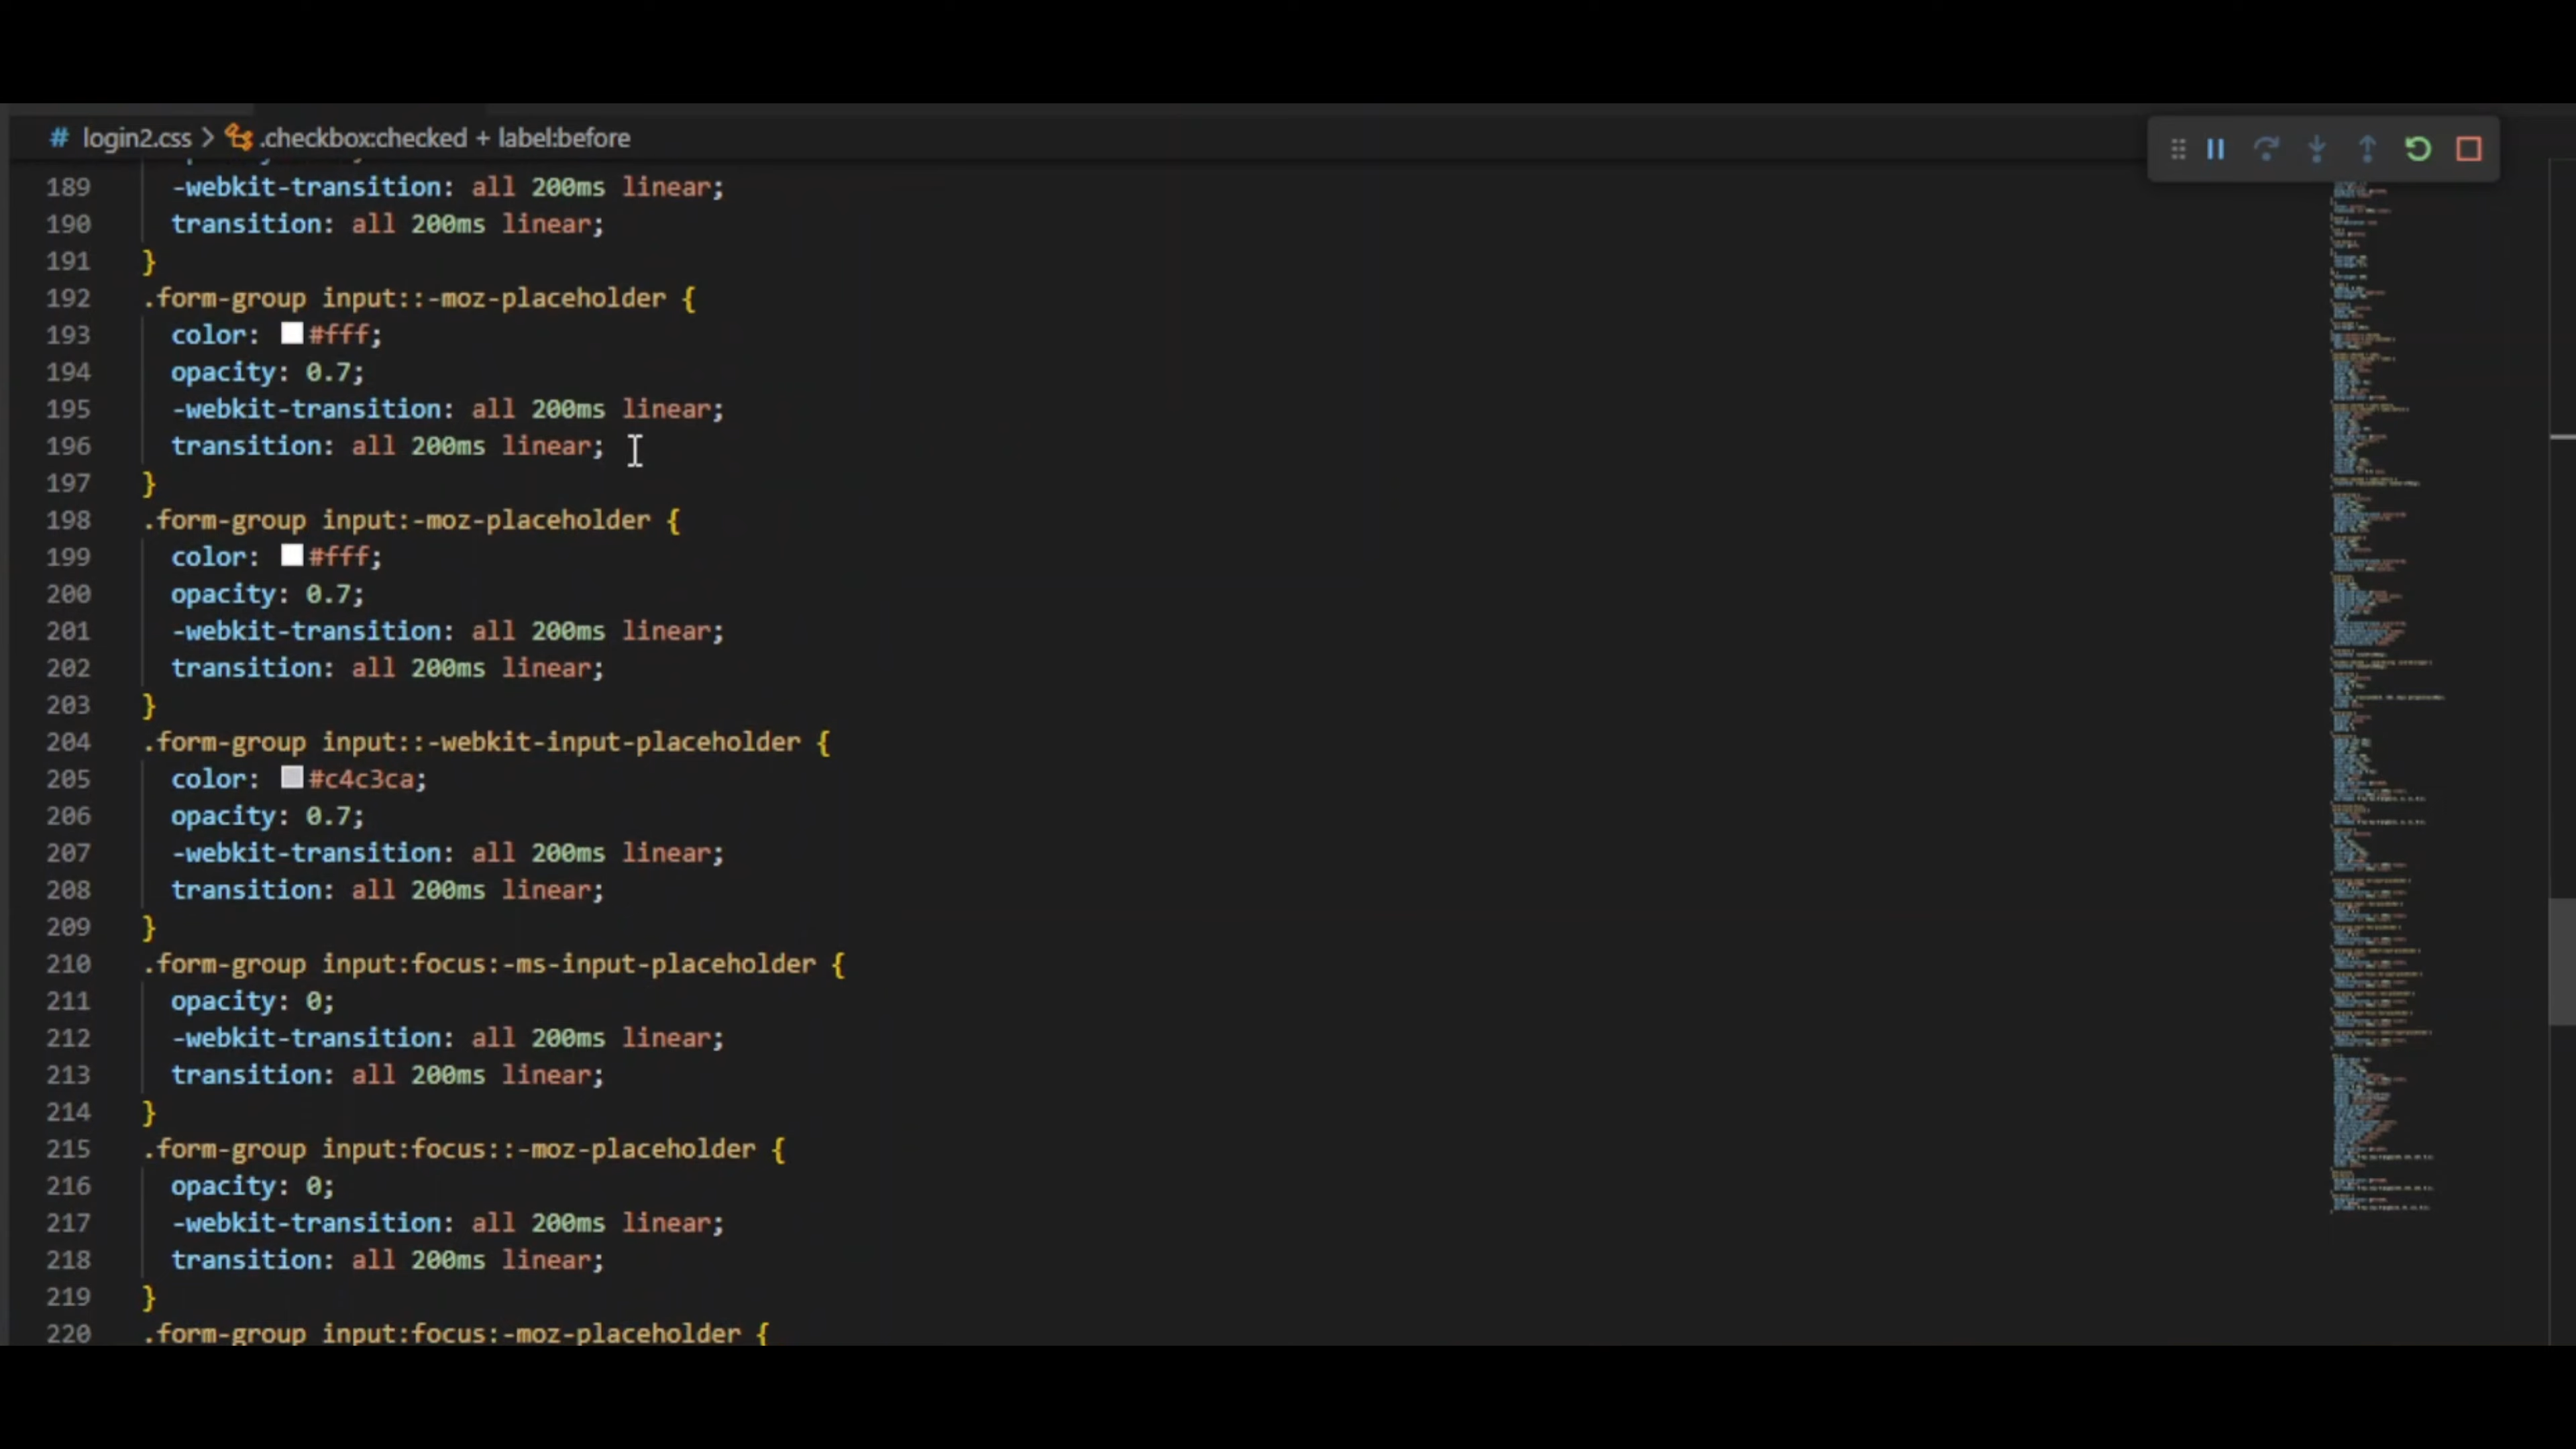 # login2.css > .checkbox:checked + label:before
189 -webkit-transition: all 200ms linear;
190 transition: all 200ms linear;
191 }
192 .form-group input::-moz-placeholder {
193 color: #fff;
194 opacity: 0.7;
195 -webkit-transition: all 200ms linear;
196 transition: all 200ms linear;
197 }
198 .form-group input:-moz-placeholder {
199 color: #fff;
200 opacity: 0.7;
201 -webkit-transition: all 200ms linear;
202 transition: all 200ms linear;
203 }
204 .form-group input::-webkit-input-placeholder {
205 color: #c4c3ca;
206 opacity: 0.7;
207 -webkit-transition: all 200ms linear;
208 transition: all 200ms linear;
209 }
210 .form-group input:focus:-ms-input-placeholder {
211 opacity: 0;
212 -webkit-transition: all 200ms linear;
213 transition: all 200ms linear;
214 }
215 .form-group input:focus::-moz-placeholder {
216 opacity: 0;
217 -webkit-transition: all 200ms linear;
218 transition: all 200ms linear;
219 }
220 .form-group input:focus:-moz-placeholder {